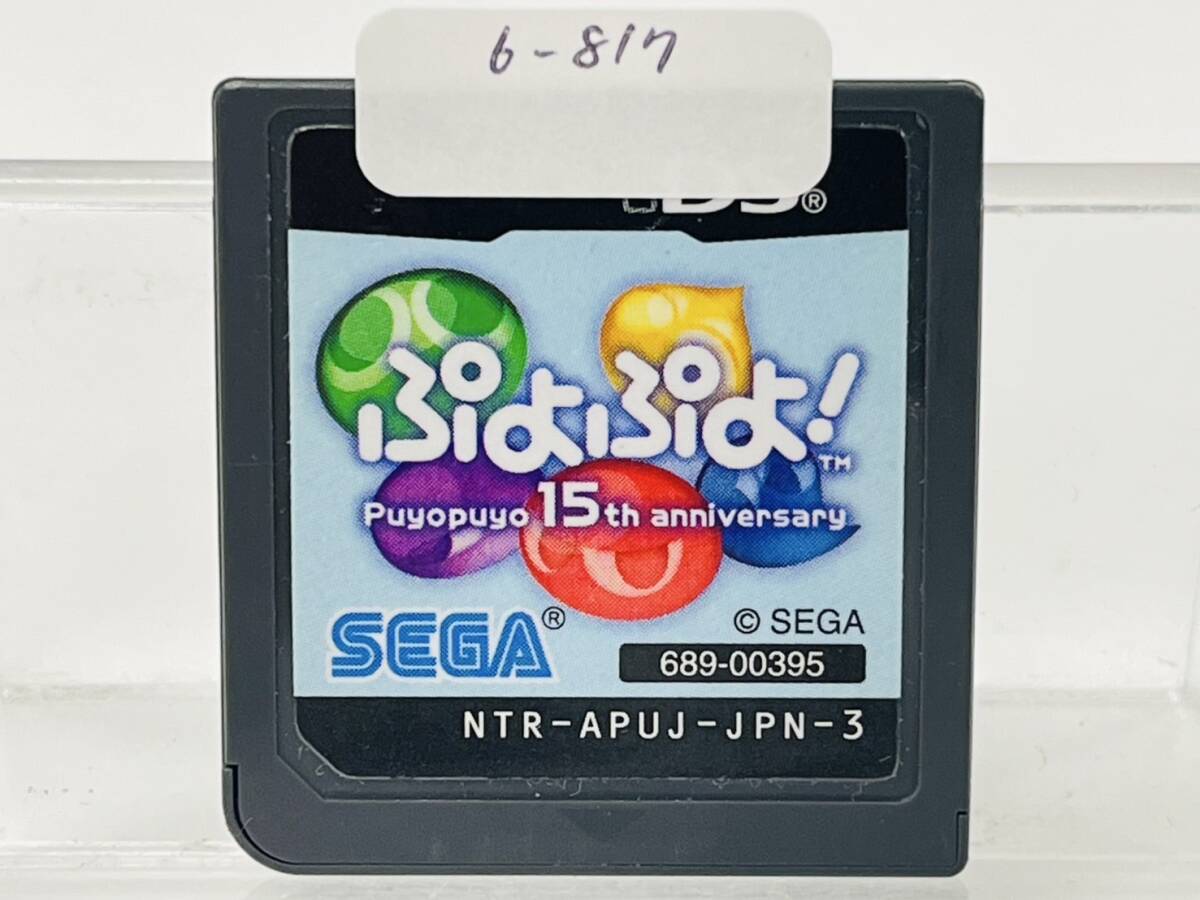 6-817
DS®
ぷよぷよ!™
Puyopuyo 15th anniversary
SEGA®
© SEGA
689-00395
NTR-APUJ-JPN-3